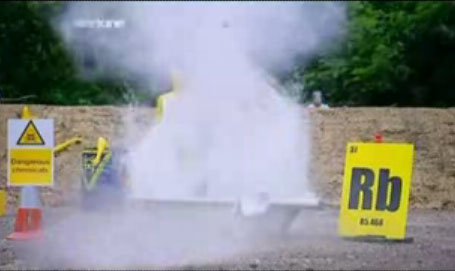 Dangerous
chemicals
37
Rb
85.468